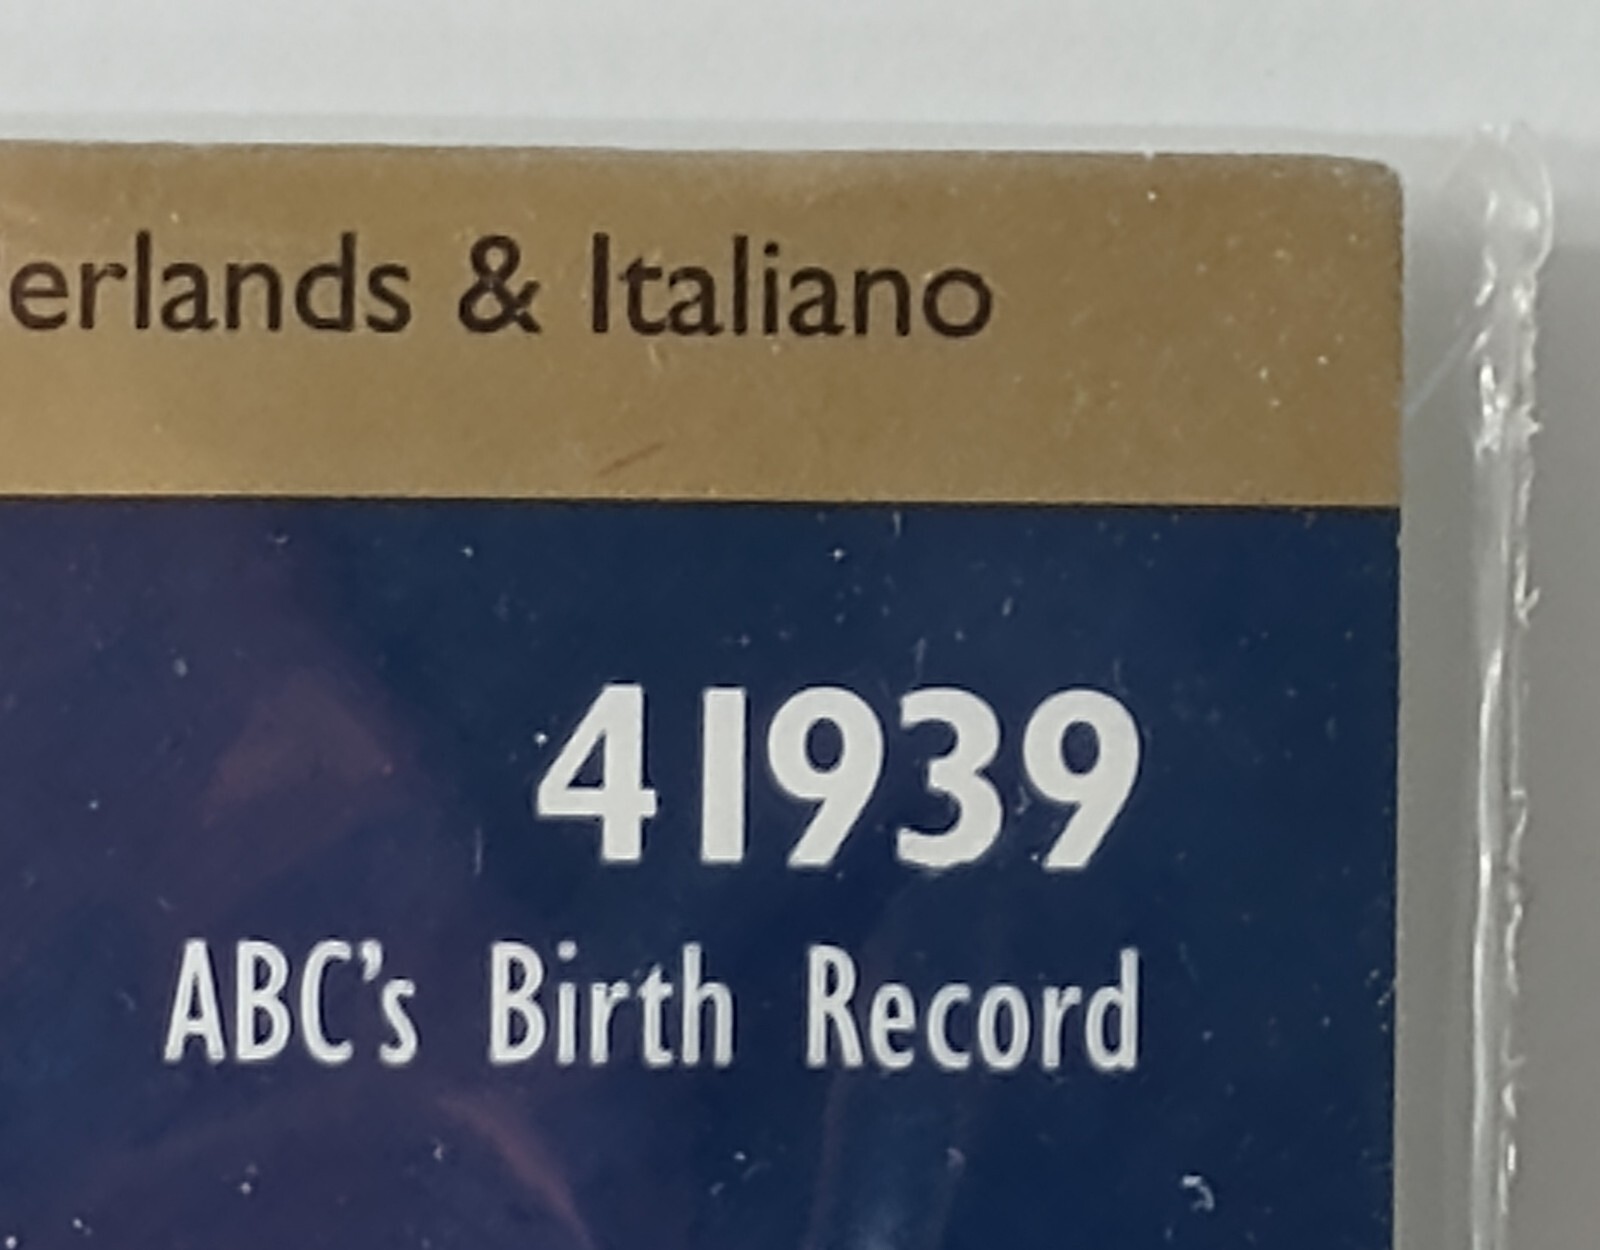 erlands & Italiano
41939
ABC's Birth Record